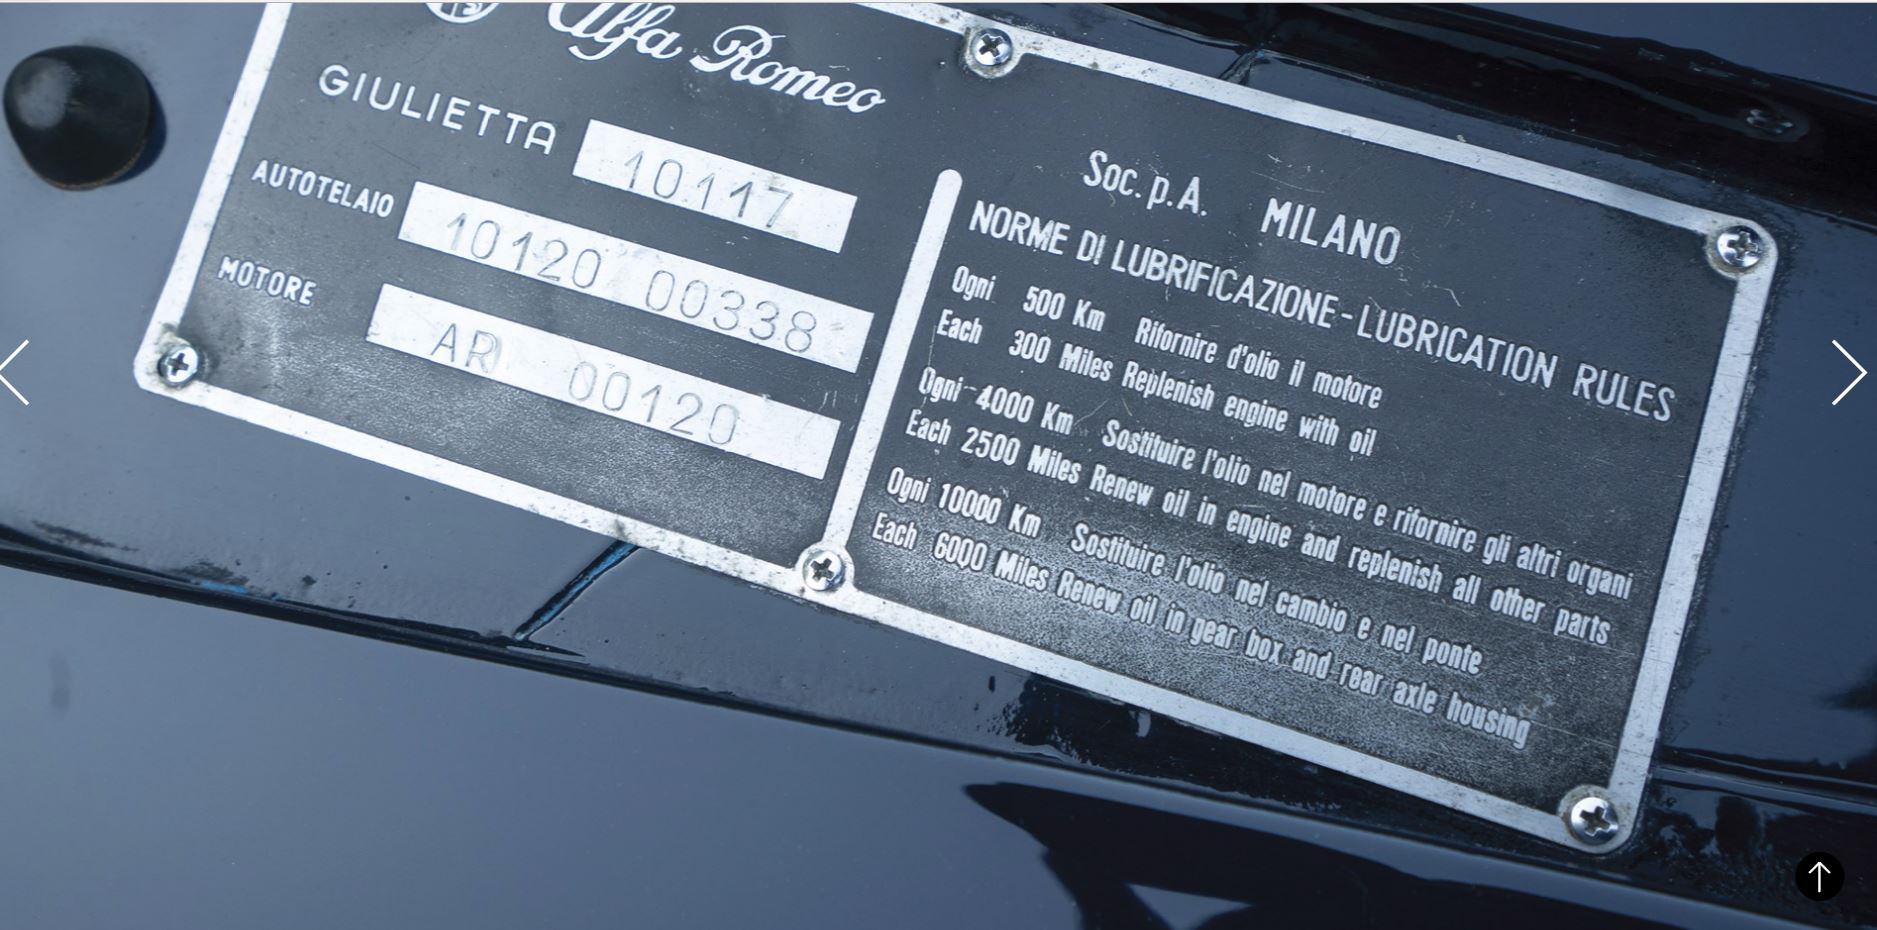 Alfa Romeo
GIULIETTA 10117
AUTOTELAIO 10120 00338
MOTORE AR 00120
Soc. p. A. MILANO
NORME DI LUBRIFICAZIONE - LUBRICATION RULES
Ogni 500 Km Rifornire d'olio il motore
Each 300 Miles Replenish engine with oil
Ogni 4000 Km Sostituire l'olio nel motore e rifornire gli altri organi
Each 2500 Miles Renew oil in engine and replenish all other parts
Ogni 10000 Km Sostituire l'olio nel cambio e nel ponte
Each 6000 Miles Renew oil in gear box and rear axle housing